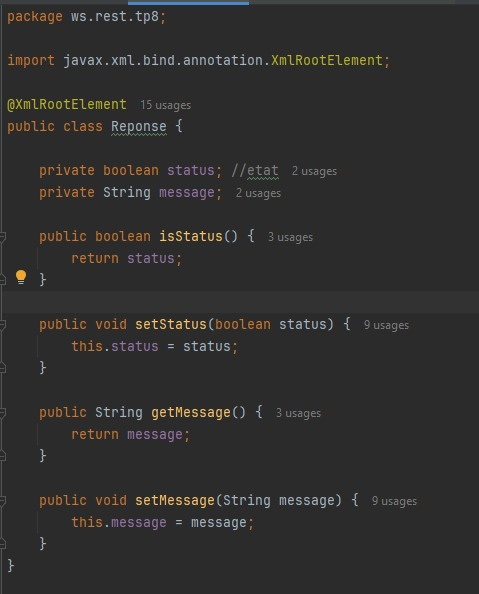 package ws.rest.tp8;
import javax.xml.bind.annotation.XmlRootElement;
@XmlRootElement 15 usages
public class Reponse {
private boolean status; //etat 2 usages
private String message; 2 usages
public boolean isStatus() { 3 usages
return status;
}
public void setStatus(boolean status) { 9 usages
this.status = status;
}
public String getMessage() { 3 usages
return message;
}
public void setMessage(String message) { 9 usages
this.message = message;
}
}